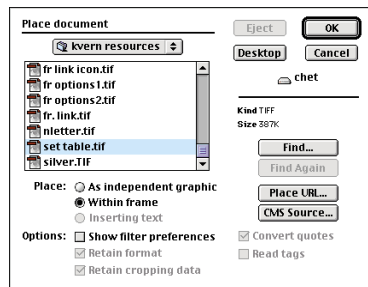 Place document
kvern resources
fr link icon.tif
fr options1.tif
fr options2.tif
fr. link.tif
nletter.tif
set table.tif
silver.TIF
Eject
OK
Desktop
Cancel
chet
Kind TIFF
Size 387K
Find...
Find Again
Place URL...
CMS Source...
Place:
As independent graphic
Within frame
Inserting text
Options:
Show filter preferences
Retain format
Retain cropping data
Convert quotes
Read tags